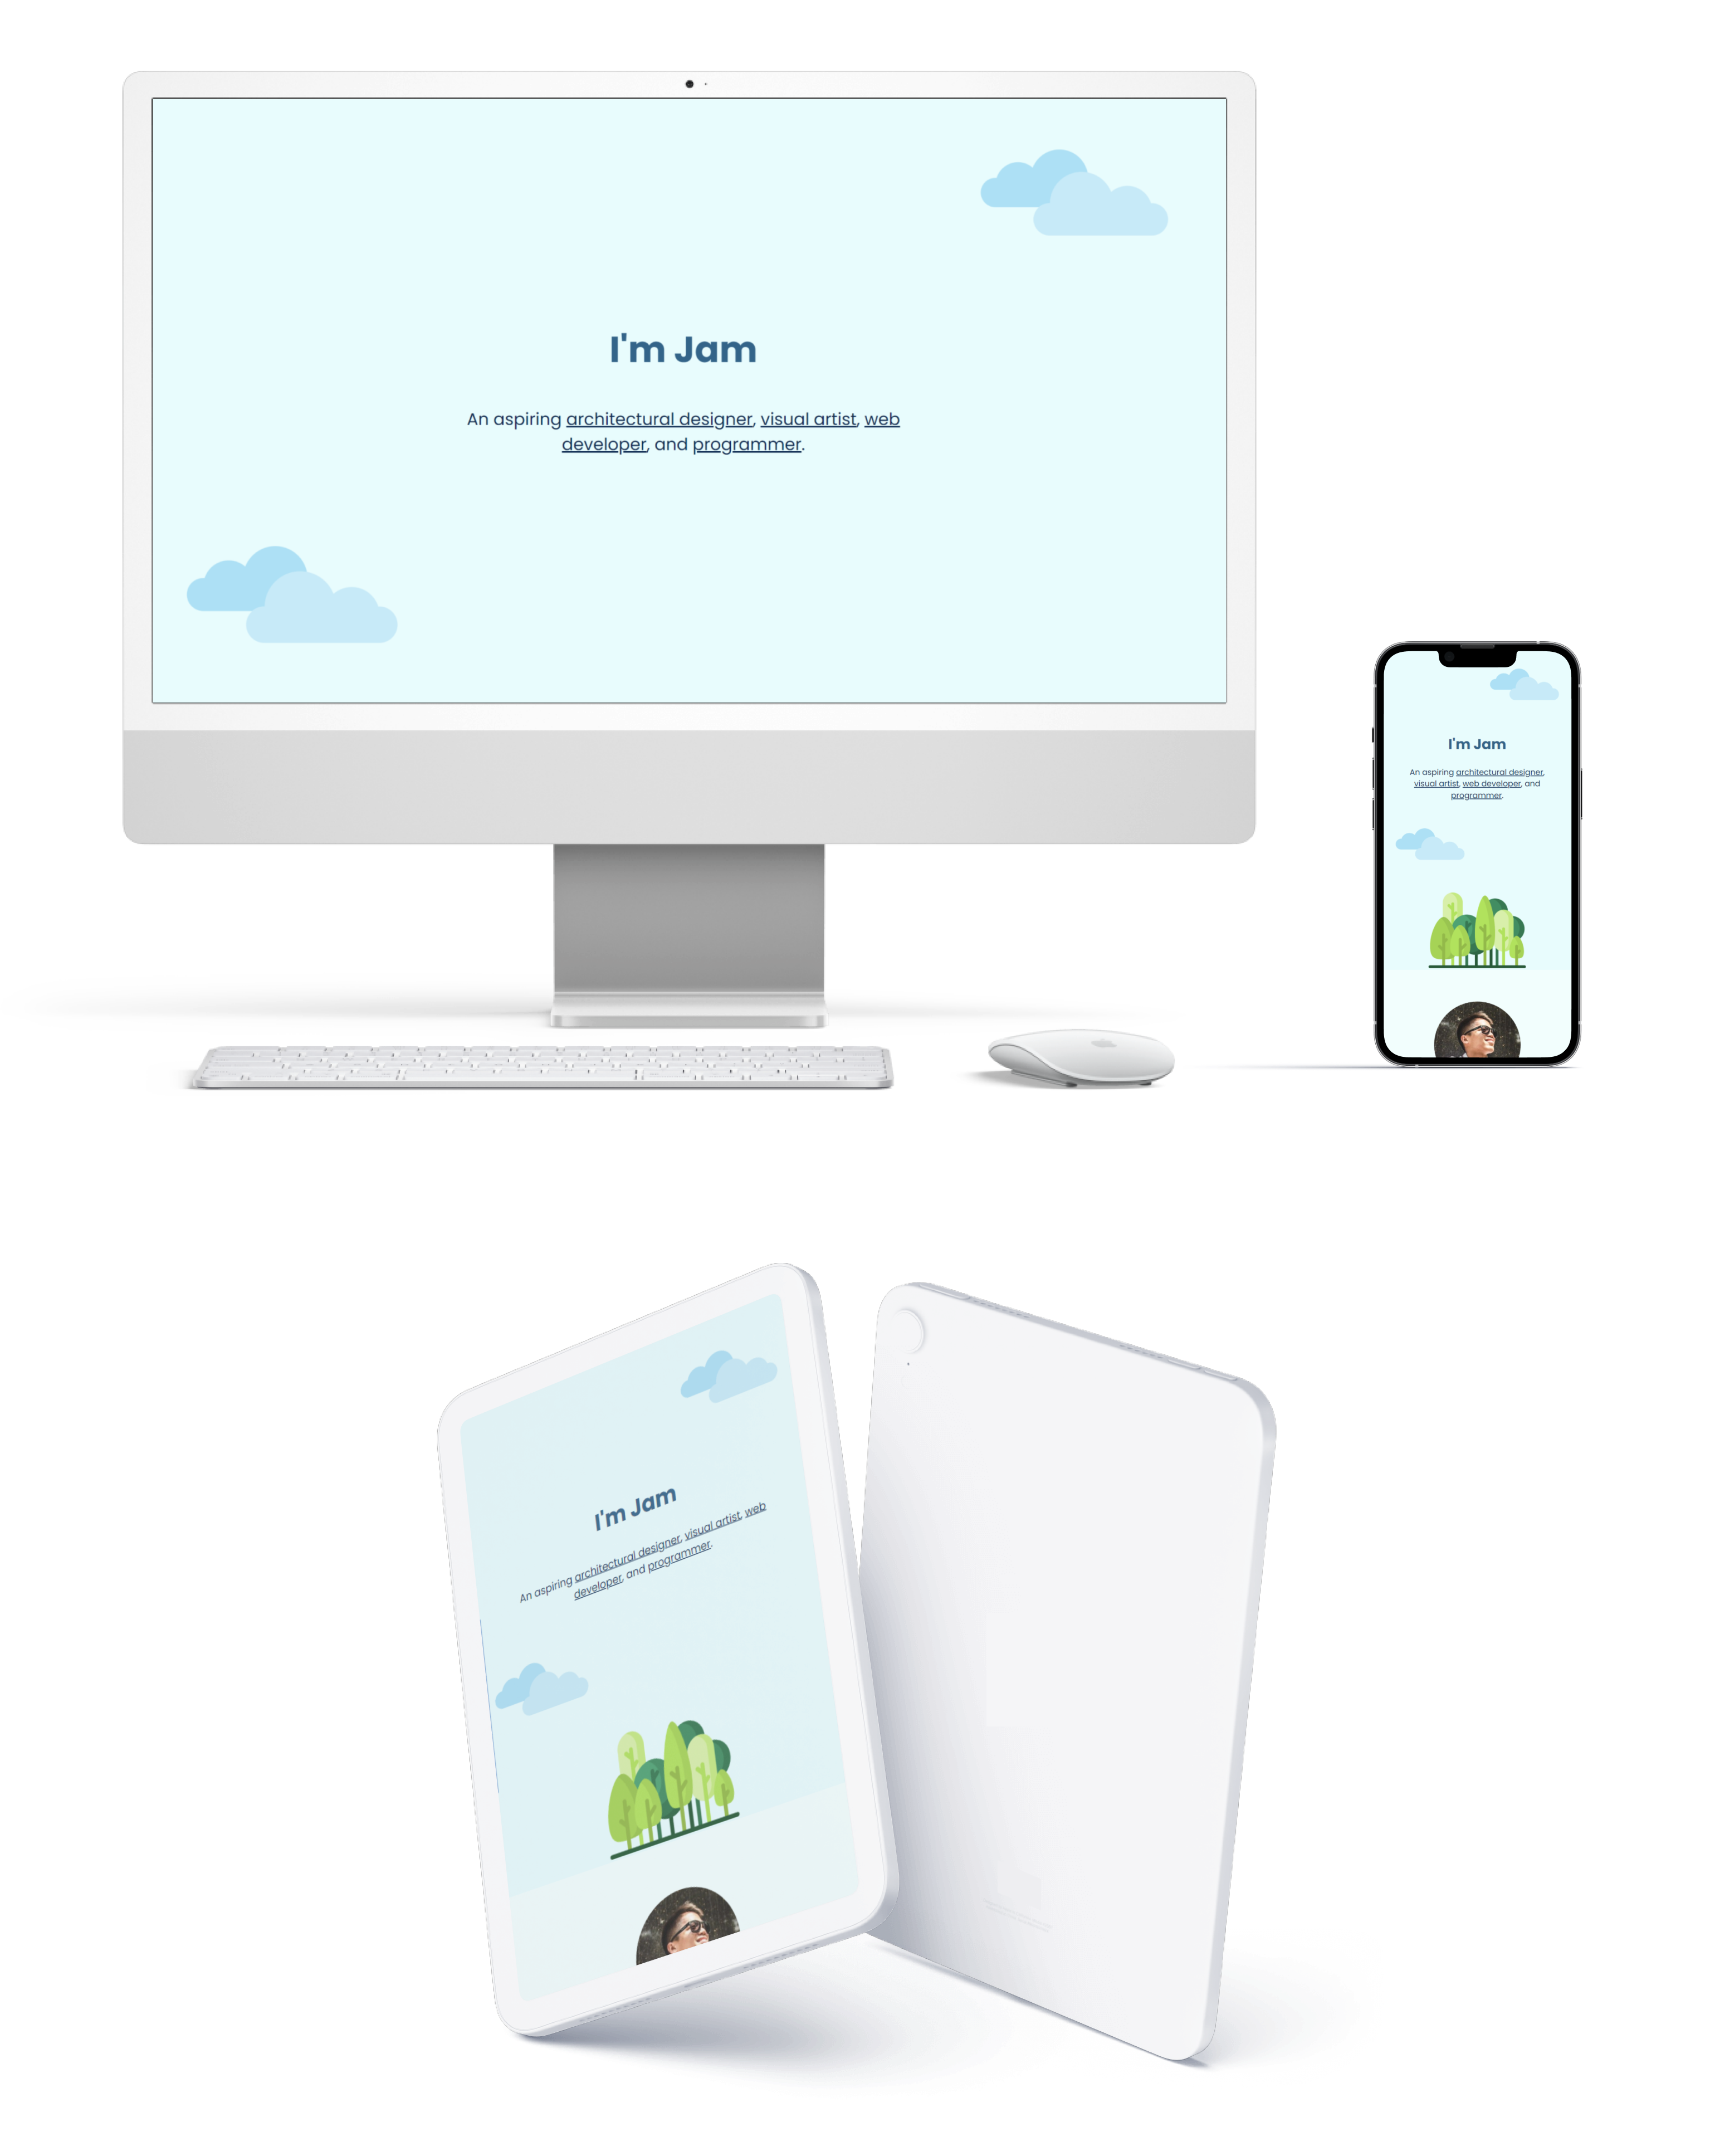 I'm Jam
An aspiring architectural designer, visual artist, web
developer, and programmer.
I'm Jam
An aspiring architectural designer,
visual artist, web developer, and
programmer.
I'm Jam
An aspiring architectural designer, visual artist, web
developer, and programmer.